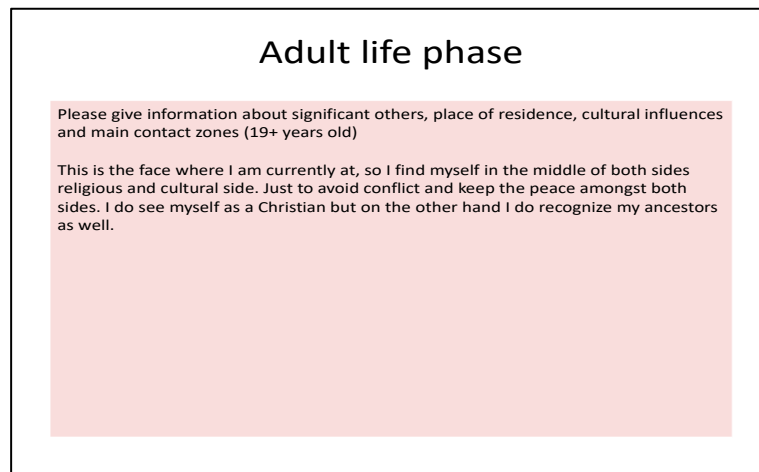 Adult life phase
Please give information about significant others, place of residence, cultural influences
and main contact zones (19+ years old)
This is the face where I am currently at, so I find myself in the middle of both sides
religious and cultural side. Just to avoid conflict and keep the peace amongst both
sides. I do see myself as a Christian but on the other hand I do recognize my ancestors
as well.